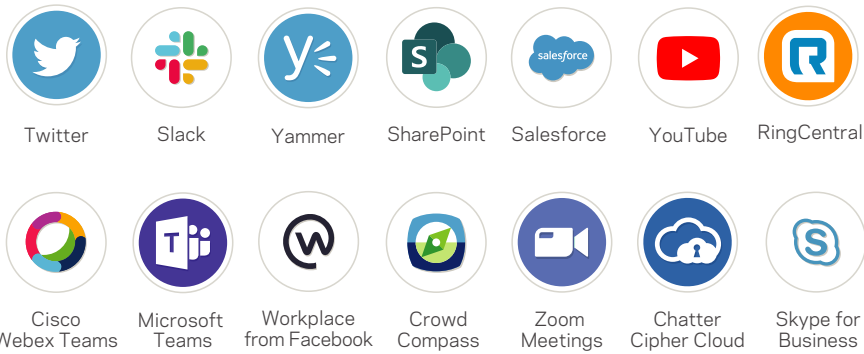 salesforce
Twitter
Slack
Yammer
SharePoint
Salesforce
YouTube
RingCentral
Cisco
Webex Teams
Microsoft
Teams
Workplace
from Facebook
Crowd
Compass
Zoom
Meetings
Chatter
Cipher Cloud
Skype for
Business